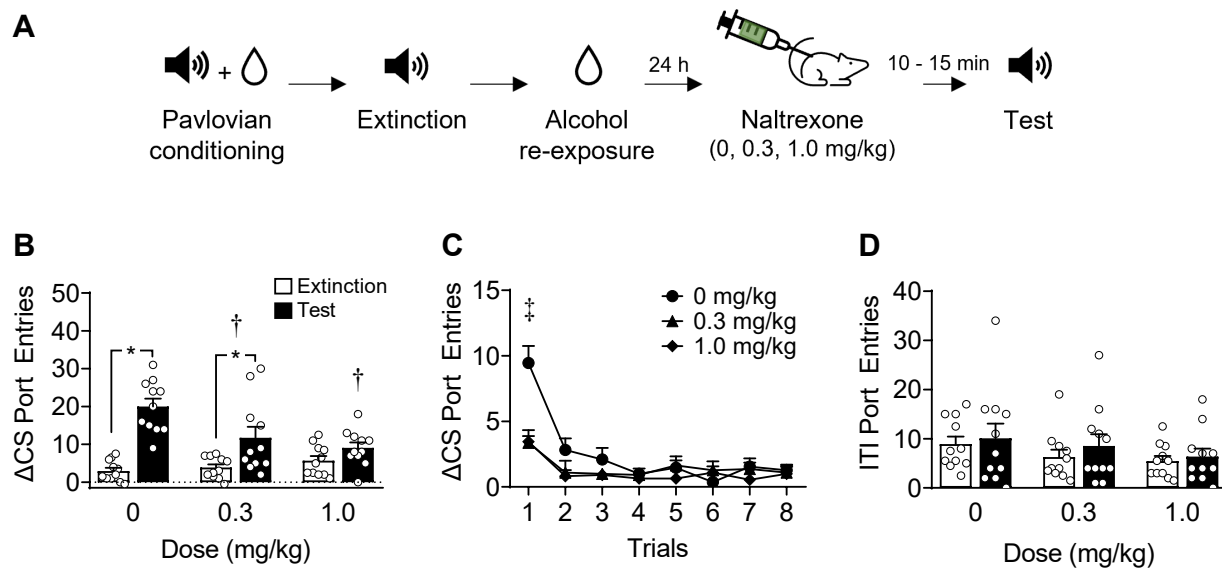 A
+
24 h
10 - 15 min
Pavlovian
conditioning
Extinction
Alcohol
re-exposure
Naltrexone
(0, 0.3, 1.0 mg/kg)
Test
B
ΔCS Port Entries
50
40
30
20
10
0
Extinction
Test
*
†
*
†
0
0.3
1.0
Dose (mg/kg)
C
ΔCS Port Entries
15
10
5
0
‡
0 mg/kg
0.3 mg/kg
1.0 mg/kg
1 2 3 4 5 6 7 8
Trials
D
ITI Port Entries
40
30
20
10
0
0
0.3
1.0
Dose (mg/kg)